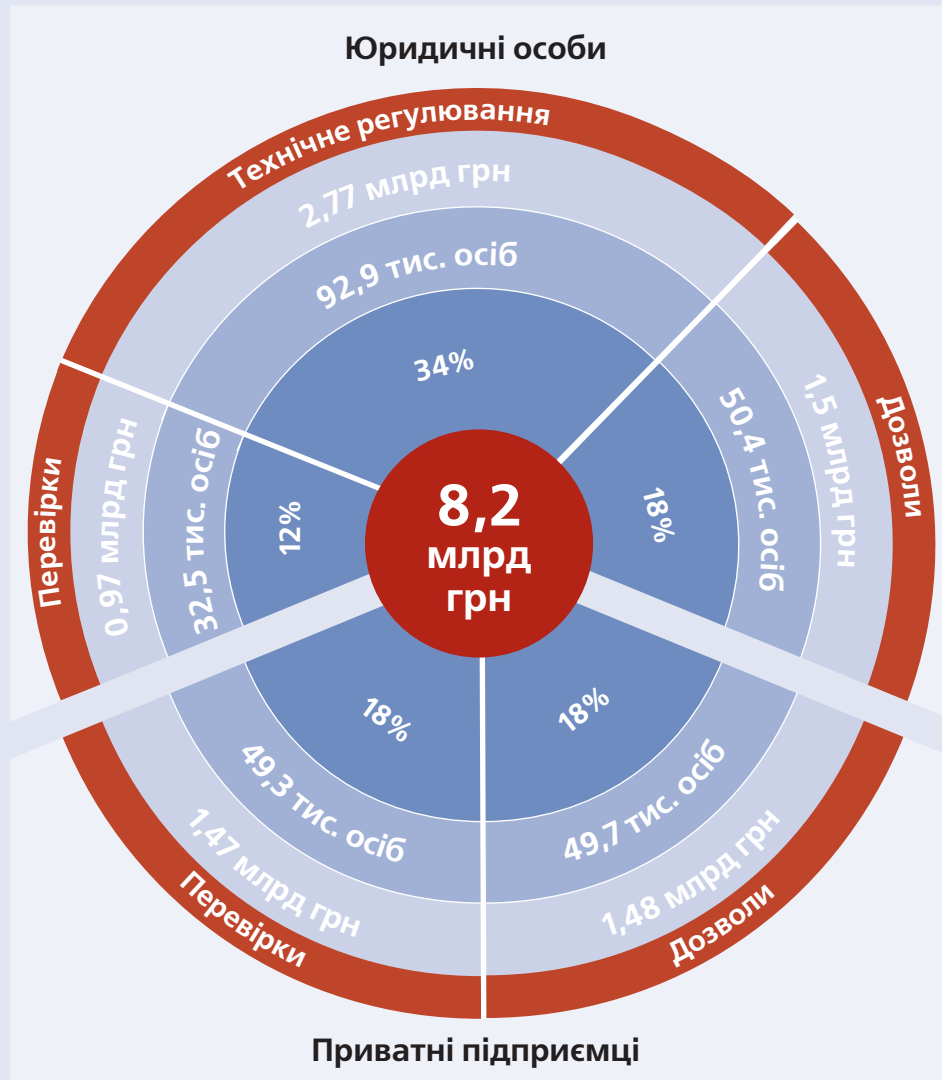 Юридичні особи
Технічне регулювання
2,77 млрд грн
92,9 тис. осіб
34%
Дозволи
1,5 млрд грн
50,4 тис. осіб
18%
Перевірки
0,97 млрд грн
32,5 тис. осіб
12%
8,2
млрд
грн
18%
49,3 тис. осіб
1,47 млрд грн
Перевірки
18%
49,7 тис. осіб
1,48 млрд грн
Дозволи
Приватні підприємці